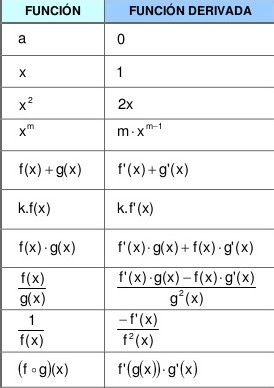 FUNCIÓN FUNCIÓN DERIVADA
a 0
x 1
x² 2x
xᵐ m·xᵐ⁻¹
f(x)+g(x) f'(x)+g'(x)
k.f(x) k.f'(x)
f(x)·g(x) f'(x)·g(x)+f(x)·g'(x)
f(x)/g(x) (f'(x)·g(x)−f(x)·g'(x))/g²(x)
1/f(x) −f'(x)/f²(x)
(f∘g)(x) f'(g(x))·g'(x)